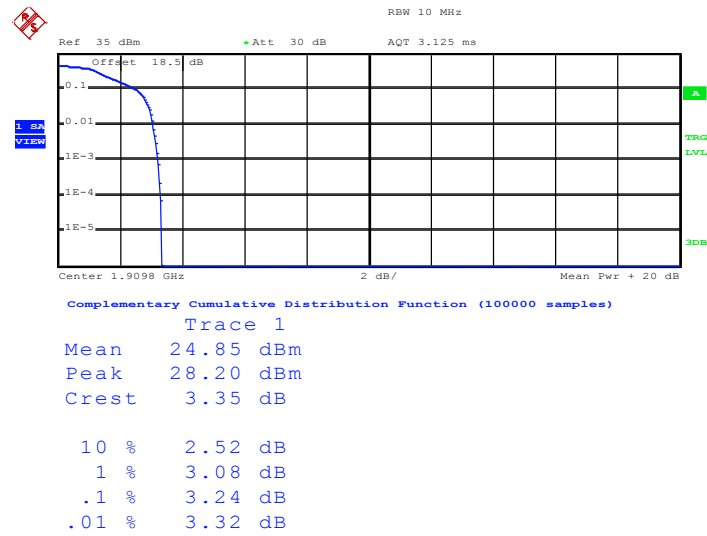 R&S
RBW 10 MHz
Ref 35 dBm *Att 30 dB AQT 3.125 ms
Offset 18.5 dB
0.1
A
0.01
1 SA
VIEW
TRG
LVL
1E-3
1E-4
1E-5
3DB
Center 1.9098 GHz 2 dB/ Mean Pwr + 20 dB
Complementary Cumulative Distribution Function (100000 samples)
Trace 1
Mean 24.85 dBm
Peak 28.20 dBm
Crest 3.35 dB
10 % 2.52 dB
1 % 3.08 dB
.1 % 3.24 dB
.01 % 3.32 dB